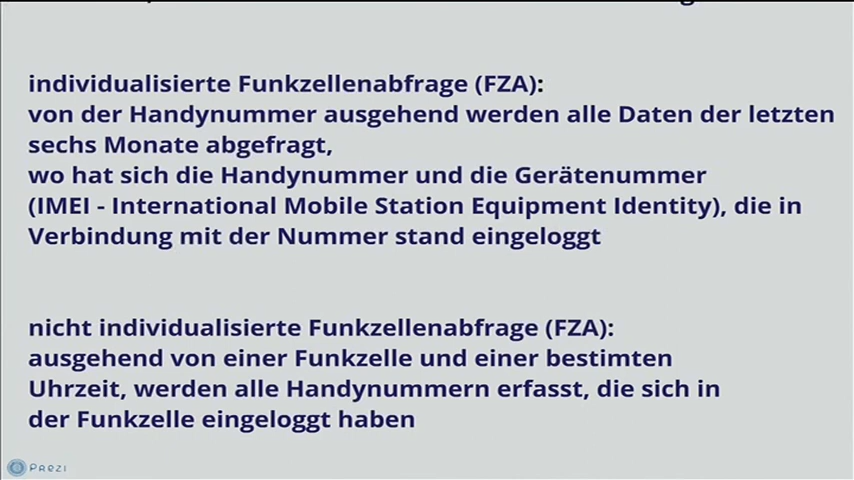 individualisierte Funkzellenabfrage (FZA):
von der Handynummer ausgehend werden alle Daten der letzten
sechs Monate abgefragt,
wo hat sich die Handynummer und die Gerätenummer
(IMEI - International Mobile Station Equipment Identity), die in
Verbindung mit der Nummer stand eingeloggt
nicht individualisierte Funkzellenabfrage (FZA):
ausgehend von einer Funkzelle und einer bestimten
Uhrzeit, werden alle Handynummern erfasst, die sich in
der Funkzelle eingeloggt haben
Prezi